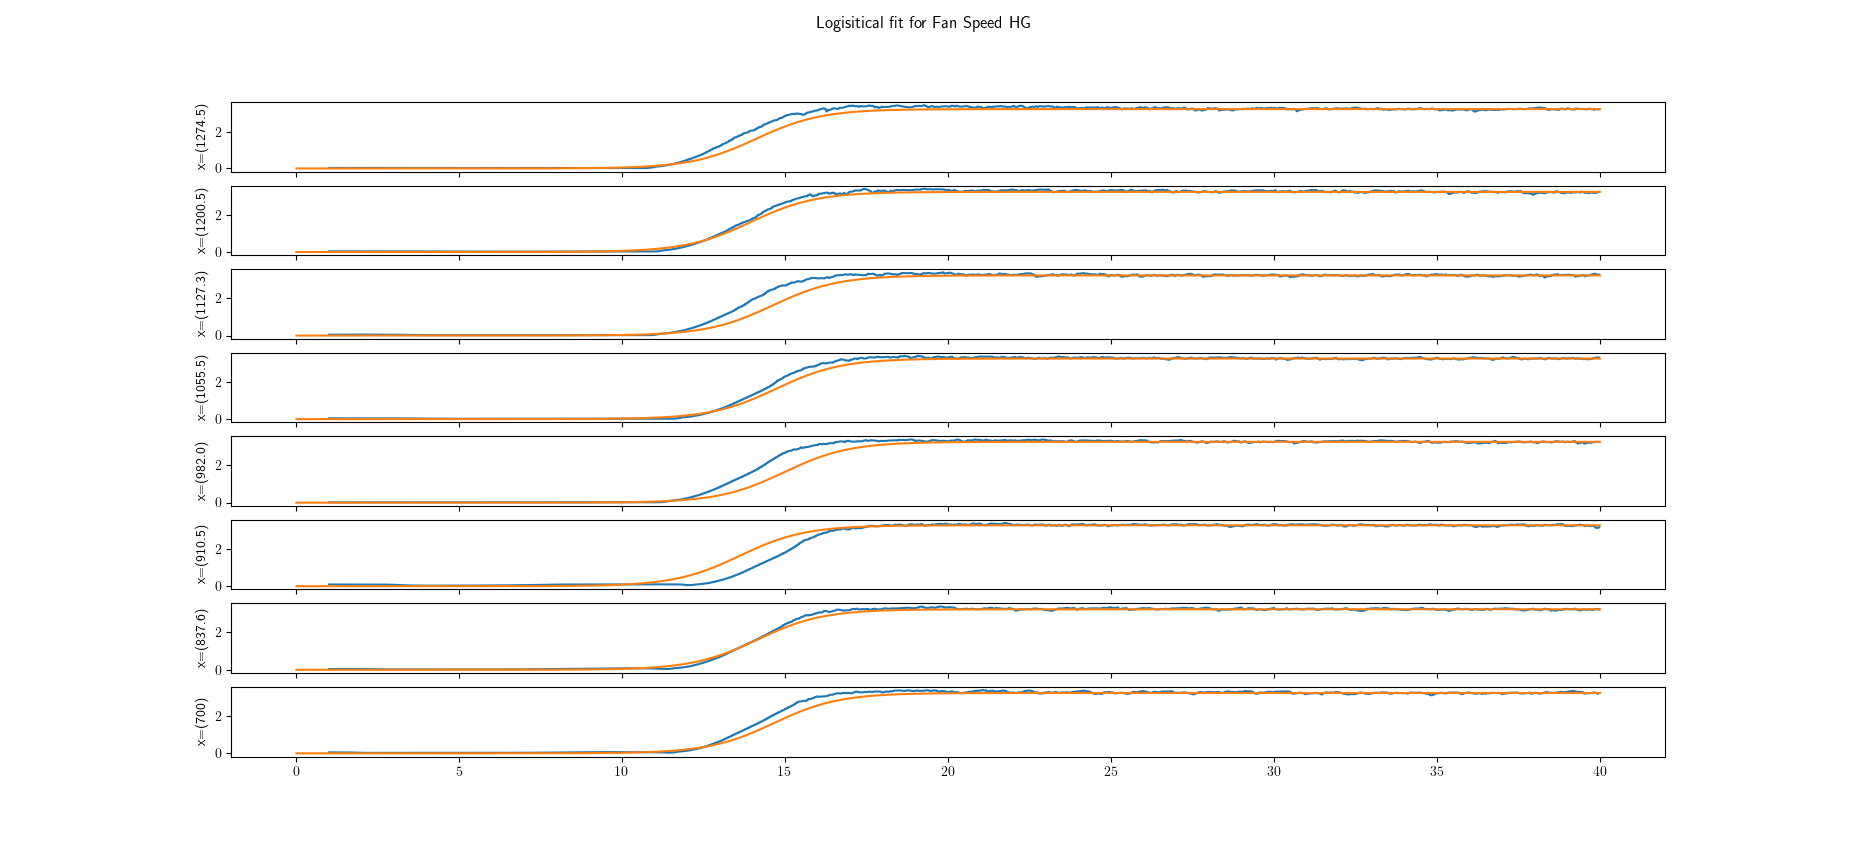 Logisitical fit for Fan Speed HG
x=(1274.5)
2
0
x=(1200.5)
2
0
x=(1127.3)
2
0
x=(1055.5)
2
0
x=(982.0)
2
0
x=(910.5)
2
0
x=(837.6)
2
0
x=(700)
2
0
0 5 10 15 20 25 30 35 40